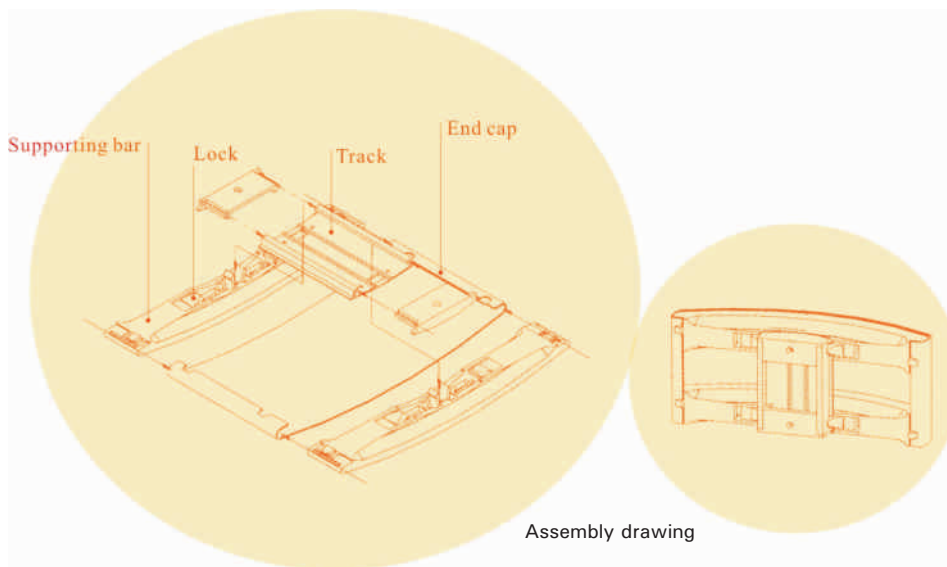 End cap
Supporting bar
Lock
Track
Assembly drawing